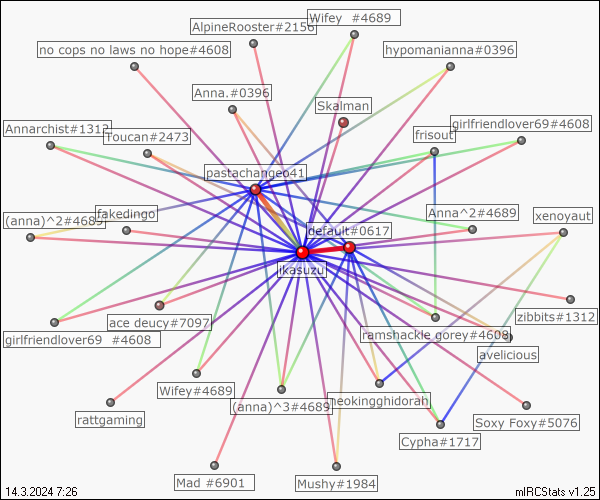 AlpineRooster#2156
Wifey   #4689
no cops no laws no hope#4608
hypomanianna#0396
Anna.#0396
Skalman
Annarchist#1312
Toucan#2473
frisout
girlfriendlover69#4608
pastachangeo41
(anna)^2#4689
fakedingo
default#0617
Anna^2#4689
xenoyaut
ikasuzu
zibbits#1312
ace deucy#7097
girlfriendlover69   #4608
ramshackle gorey#4608
avelicious
Wifey#4689
(anna)^3#4689
neokingghidorah
rattgaming
Cypha#1717
Soxy Foxy#5076
Mad #6901
Mushy#1984
14.3.2024 7:26
mIRCStats v1.25